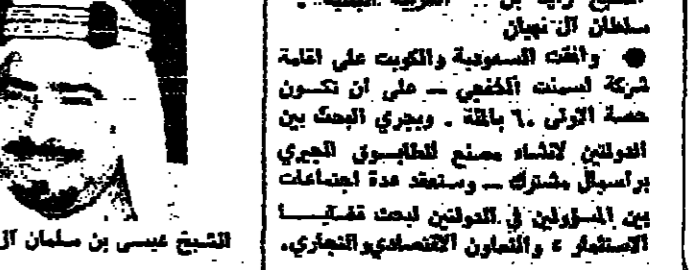 سلطان آل نهيان
● وافقت السعودية والكويت على اقامة
شركة لسمنت الخفجي ــ على أن تكون
حصة الاولى ٦٠ بالمئة . ويجري البحث بين
الدولتين لانشاء مصنع للطابوق الجيري
برأسمال مشترك ــ وستعقد عدة اجتماعات
بين المسؤولين في الدولتين لبحث قضايا
الاستثمار ، والتعاون الاقتصادي والتجاري.
الشيخ عيسى بن سلمان آل